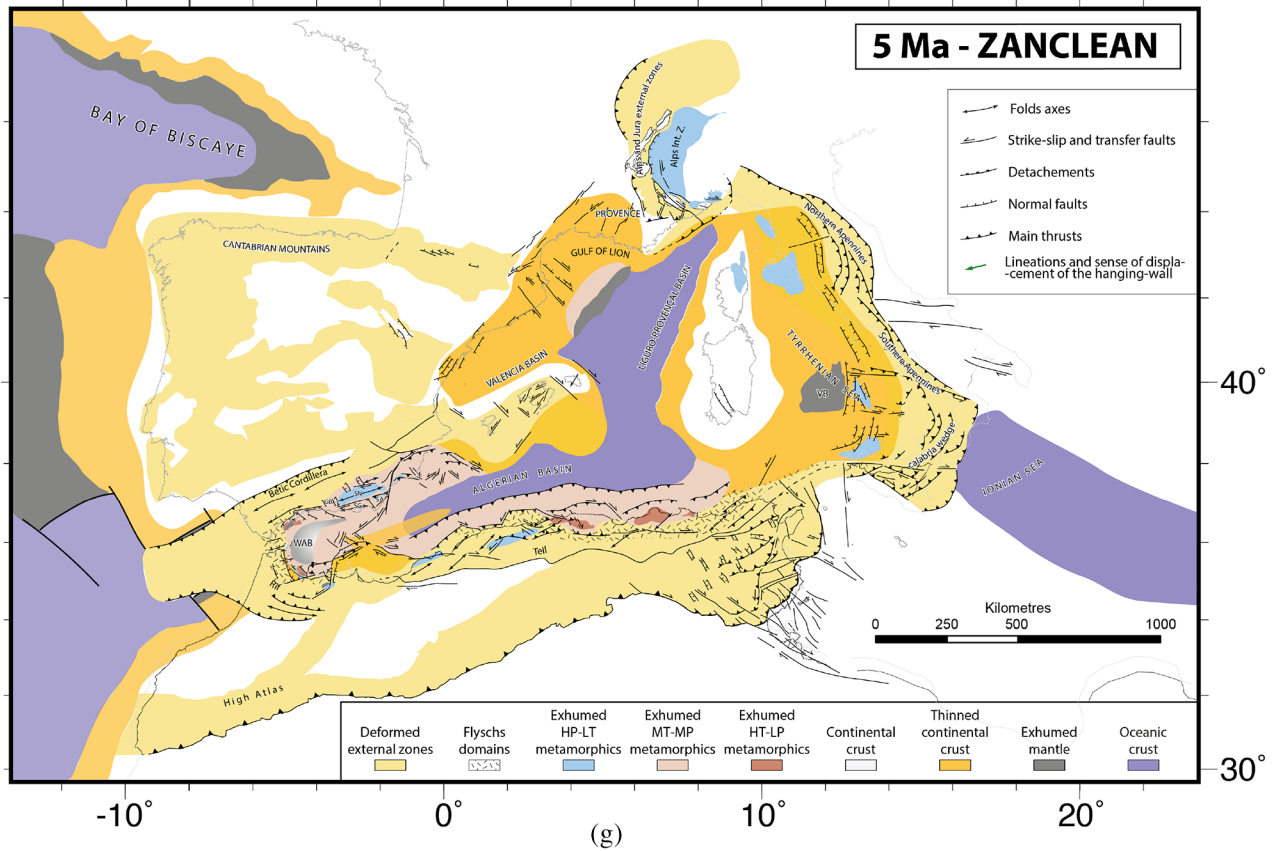 5 Ma - ZANCLEAN
Folds axes
Strike-slip and transfer faults
Detachements
Normal faults
Main thrusts
Lineations and sense of displa-
-cement of the hanging-wall
BAY OF BISCAYE
Alps and Jura external zones
Alps Int. Z.
PROVENCE
CANTABRIAN MOUNTAINS
GULF OF LION
Northern Apennines
LIGURO-PROVENÇAL BASIN
VALENCIA BASIN
TYRRHENIAN SEA
Southern Apennines
VB
40°
Calabria wedge
IONIAN SEA
Betic Cordillera
ALGERIAN BASIN
WAB
Tell
Rif
High Atlas
Kilometres
0 250 500 1000
Deformed
external zones
Flyschs
domains
Exhumed
HP-LT
metamorphics
Exhumed
MT-MP
metamorphics
Exhumed
HT-LP
metamorphics
Continental
crust
Thinned
continental
crust
Exhumed
mantle
Oceanic
crust
30°
-10° 0° 10° 20°
(g)